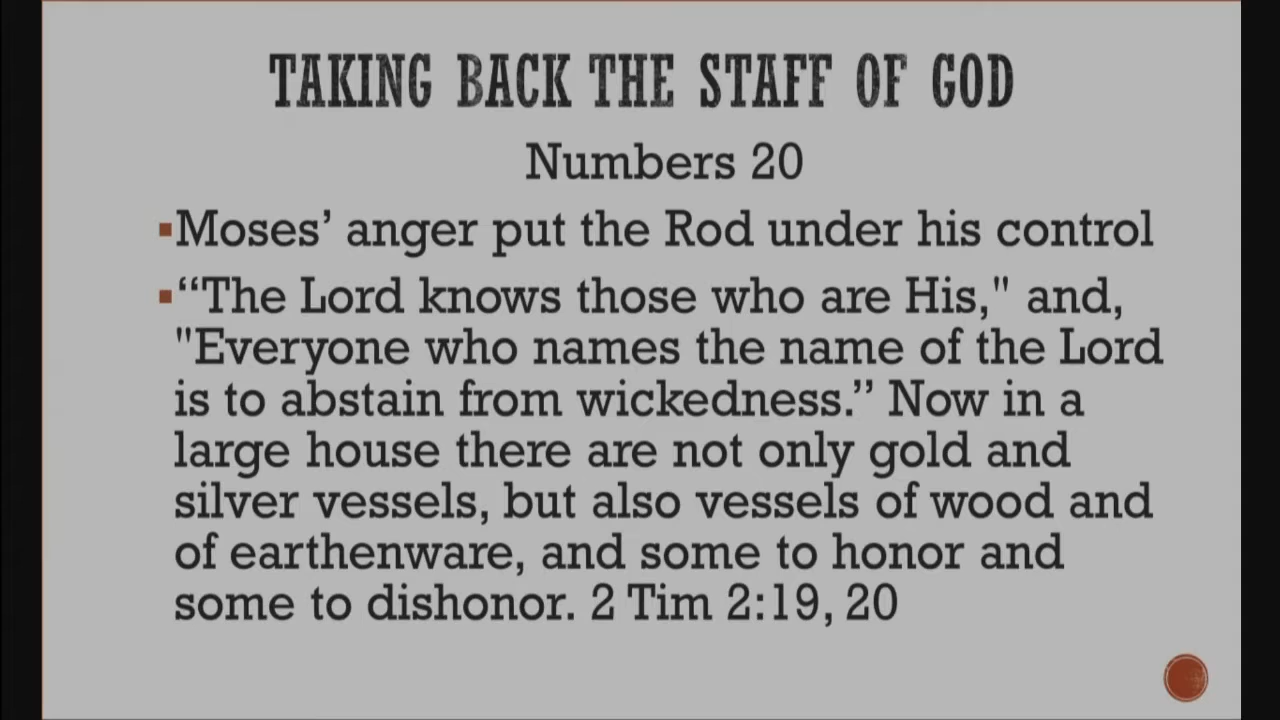 TAKING BACK THE STAFF OF GOD
Numbers 20
▪Moses’ anger put the Rod under his control
▪“The Lord knows those who are His," and,
"Everyone who names the name of the Lord
is to abstain from wickedness.” Now in a
large house there are not only gold and
silver vessels, but also vessels of wood and
of earthenware, and some to honor and
some to dishonor. 2 Tim 2:19, 20